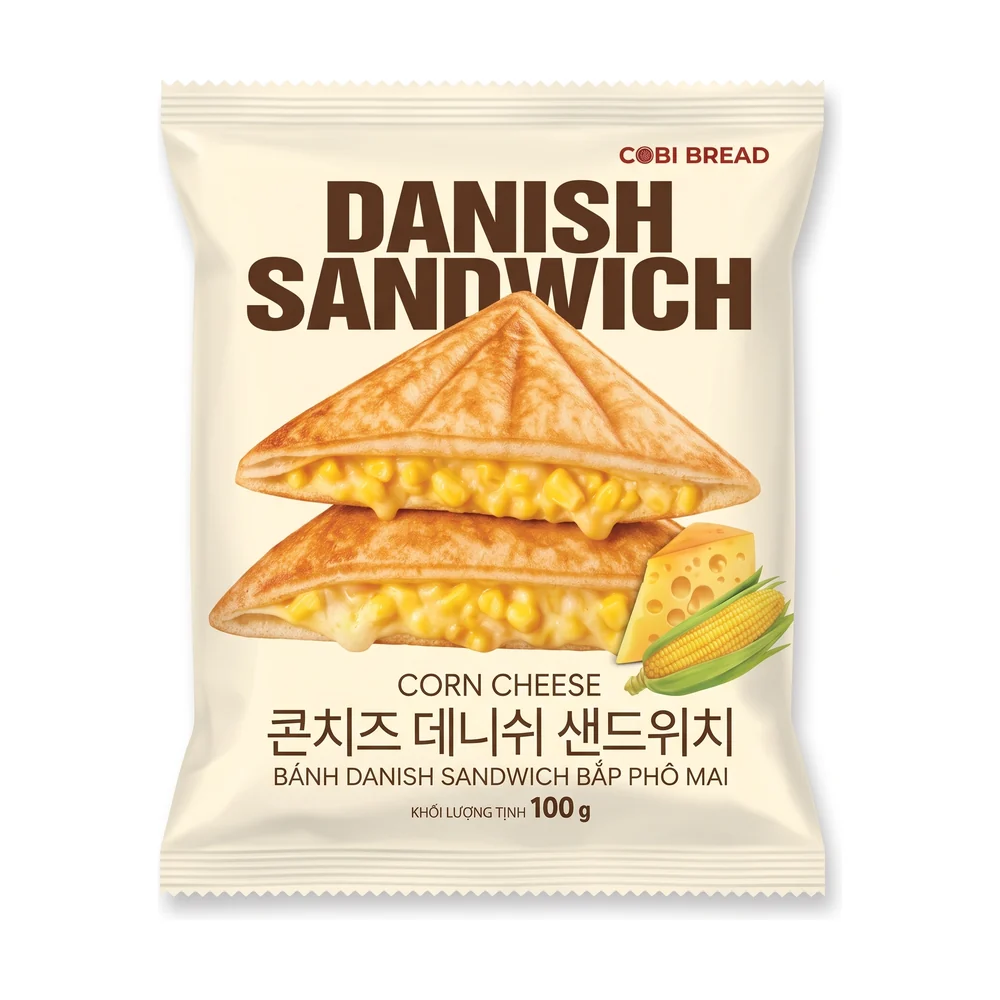 COBI BREAD
DANISH
SANDWICH
CORN CHEESE
콘치즈 데니쉬 샌드위치
BÁNH DANISH SANDWICH BẮP PHÔ MAI
KHỐI LƯỢNG TỊNH 100 g